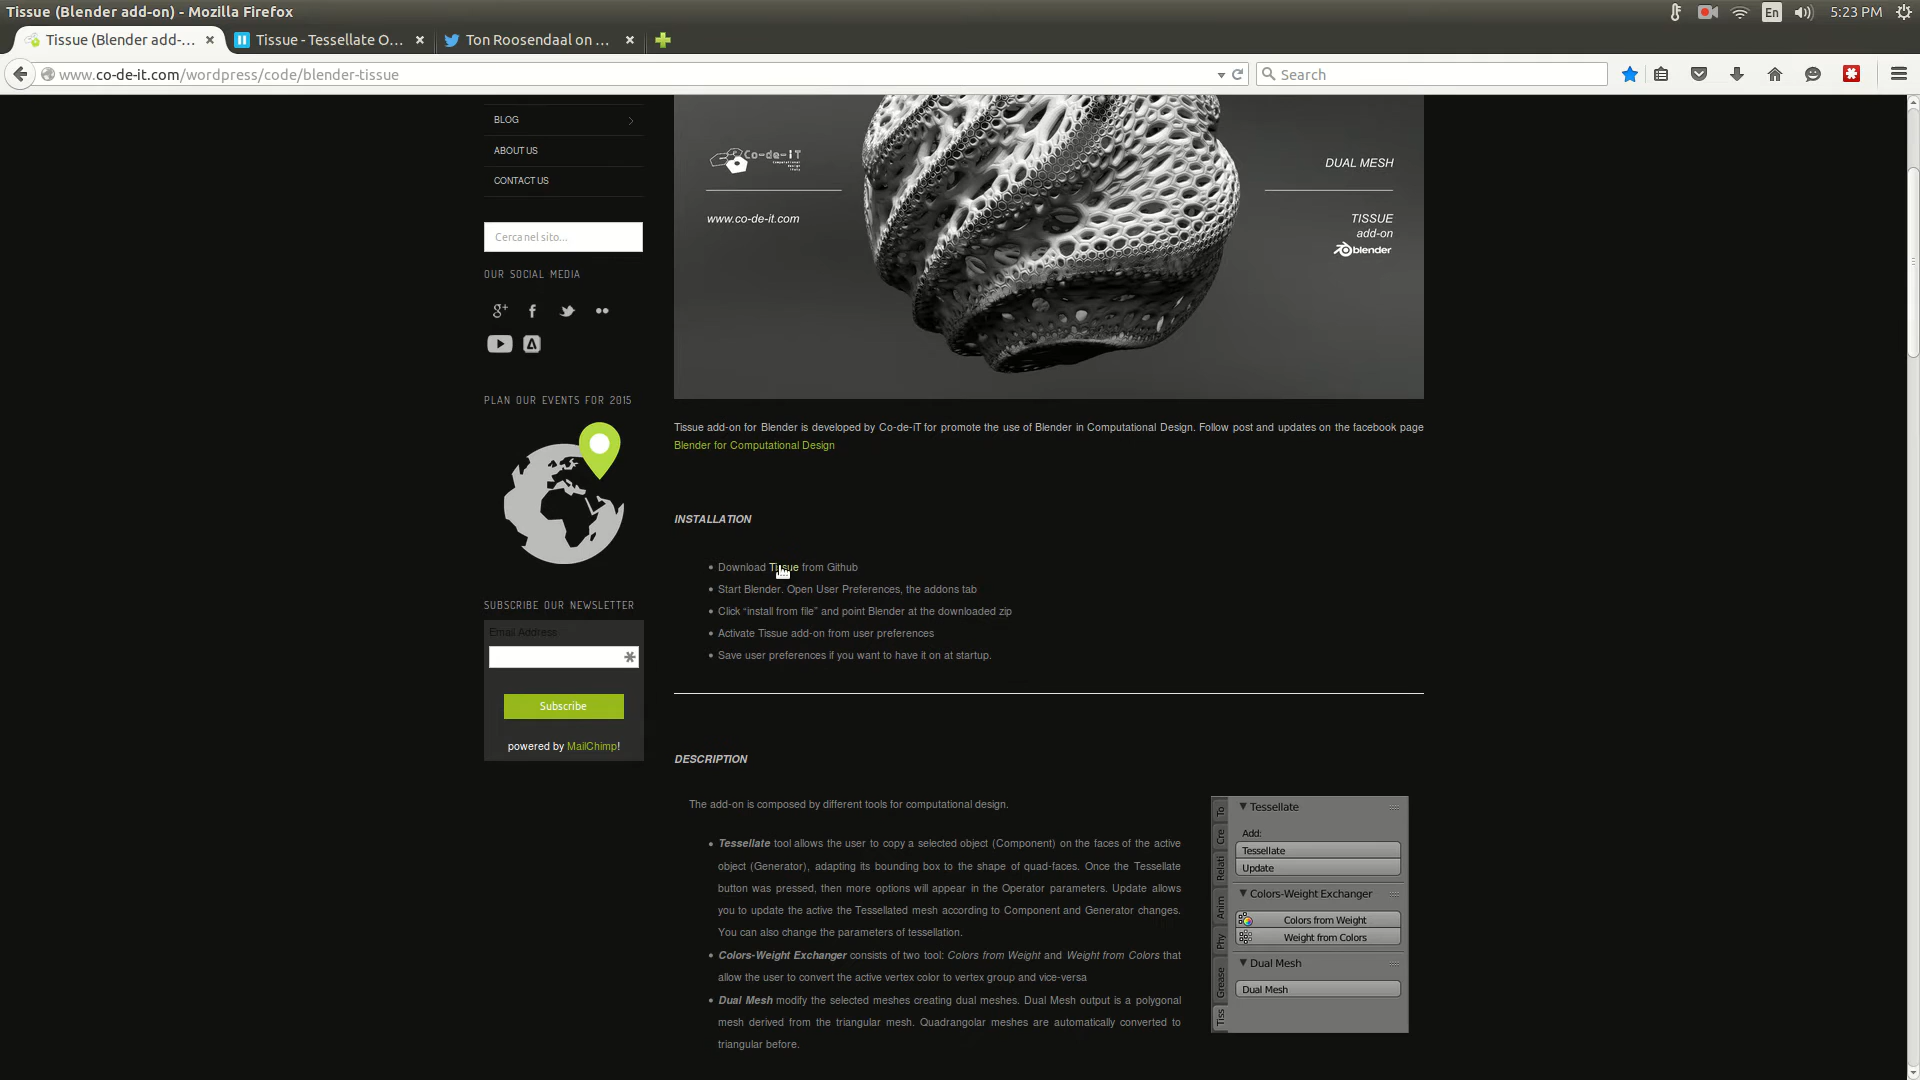 Tissue (Blender add-on) - Mozilla Firefox
En
5:23 PM
Tissue (Blender add-...
Tissue - Tessellate O...
Ton Roosendaal on ...
www.co-de-it.com/wordpress/code/blender-tissue
Search
BLOG
ABOUT US
CONTACT US
Cerca nel sito...
OUR SOCIAL MEDIA
PLAN OUR EVENTS FOR 2015
SUBSCRIBE OUR NEWSLETTER
Email Address
Subscribe
powered by MailChimp!
Co-de-iT
www.co-de-it.com
DUAL MESH
TISSUE
add-on
blender
Tissue add-on for Blender is developed by Co-de-iT for promote the use of Blender in Computational Design. Follow post and updates on the facebook page
Blender for Computational Design
INSTALLATION
Download Tissue from Github
Start Blender. Open User Preferences, the addons tab
Click “install from file” and point Blender at the downloaded zip
Activate Tissue add-on from user preferences
Save user preferences if you want to have it on at startup.
DESCRIPTION
The add-on is composed by different tools for computational design.
Tessellate tool allows the user to copy a selected object (Component) on the faces of the active
object (Generator), adapting its bounding box to the shape of quad-faces. Once the Tessellate
button was pressed, then more options will appear in the Operator parameters. Update allows
you to update the active the Tessellated mesh according to Component and Generator changes.
You can also change the parameters of tessellation.
Colors-Weight Exchanger consists of two tool: Colors from Weight and Weight from Colors that
allow the user to convert the active vertex color to vertex group and vice-versa
Dual Mesh modify the selected meshes creating dual meshes. Dual Mesh output is a polygonal
mesh derived from the triangular mesh. Quadrangolar meshes are automatically converted to
triangular before.
To
Cre
Relati
Anim
Phy
Grease
Tiss
Tessellate
Add:
Tessellate
Update
Colors-Weight Exchanger
Colors from Weight
Weight from Colors
Dual Mesh
Dual Mesh